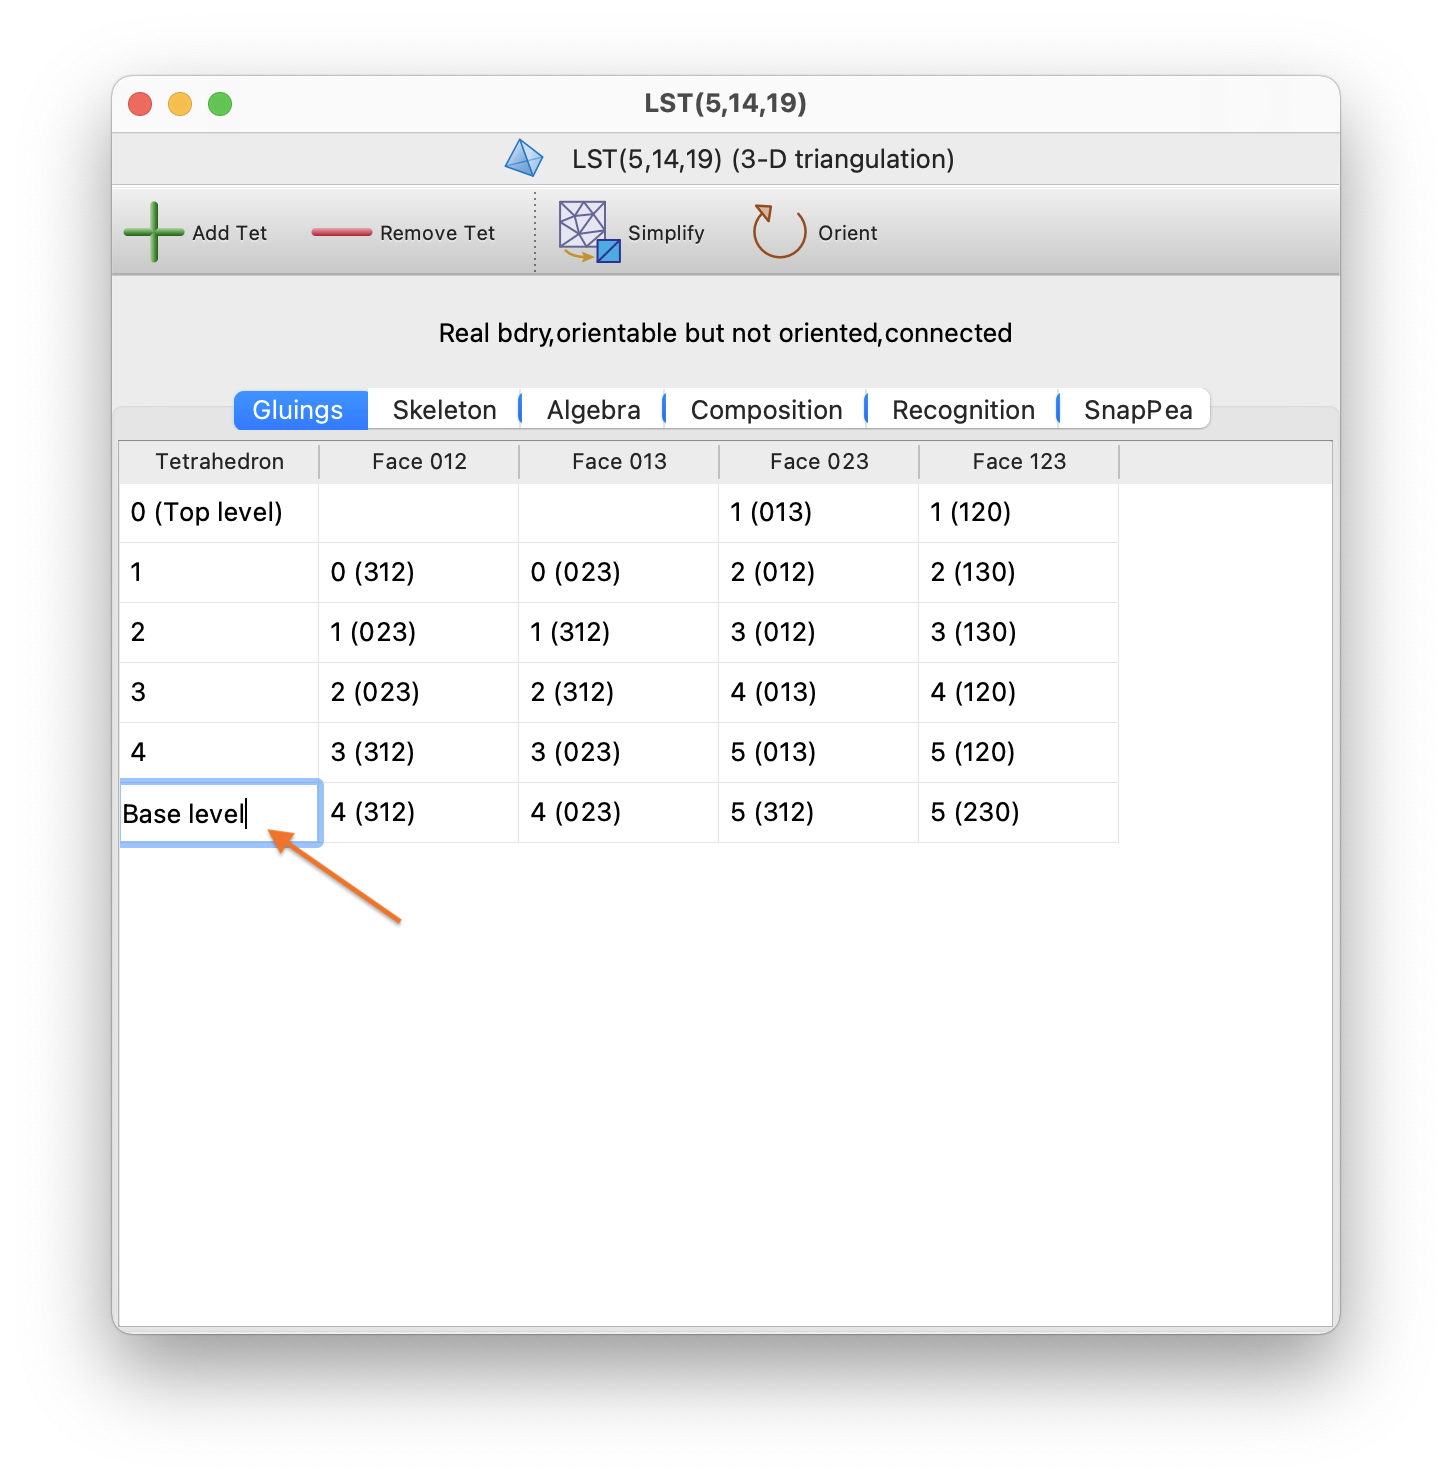 LST(5,14,19)
LST(5,14,19) (3-D triangulation)
Add Tet Remove Tet Simplify Orient
Real bdry,orientable but not oriented,connected
Gluings Skeleton Algebra Composition Recognition SnapPea
Tetrahedron Face 012 Face 013 Face 023 Face 123
0 (Top level) 1 (013) 1 (120)
1 0 (312) 0 (023) 2 (012) 2 (130)
2 1 (023) 1 (312) 3 (012) 3 (130)
3 2 (023) 2 (312) 4 (013) 4 (120)
4 3 (312) 3 (023) 5 (013) 5 (120)
Base level 4 (312) 4 (023) 5 (312) 5 (230)